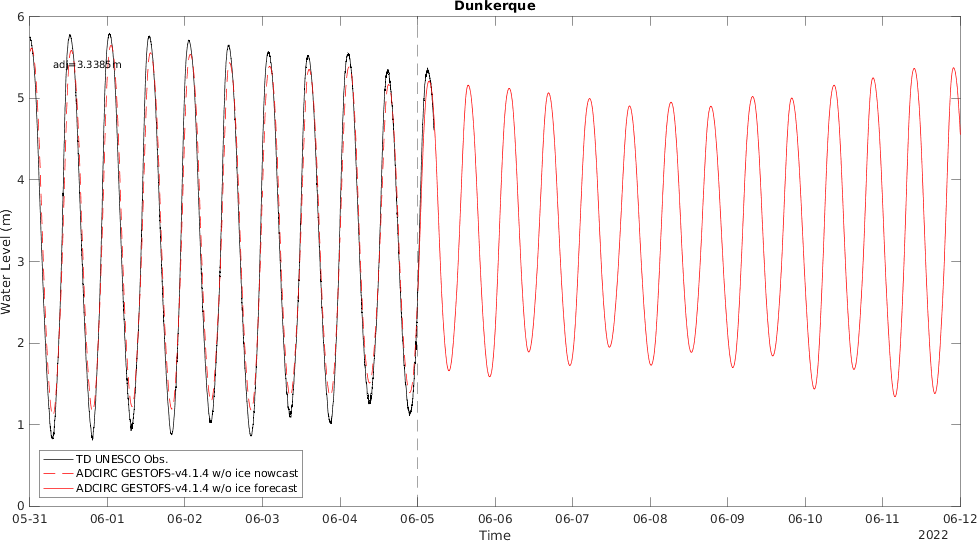 Dunkerque
6
adj=3.3385m
5
4
3
2
1
0
Water Level (m)
TD UNESCO Obs.
ADCIRC GESTOFS-v4.1.4 w/o ice nowcast
ADCIRC GESTOFS-v4.1.4 w/o ice forecast
05-31 06-01 06-02 06-03 06-04 06-05 06-06 06-07 06-08 06-09 06-10 06-11 06-12
Time
2022